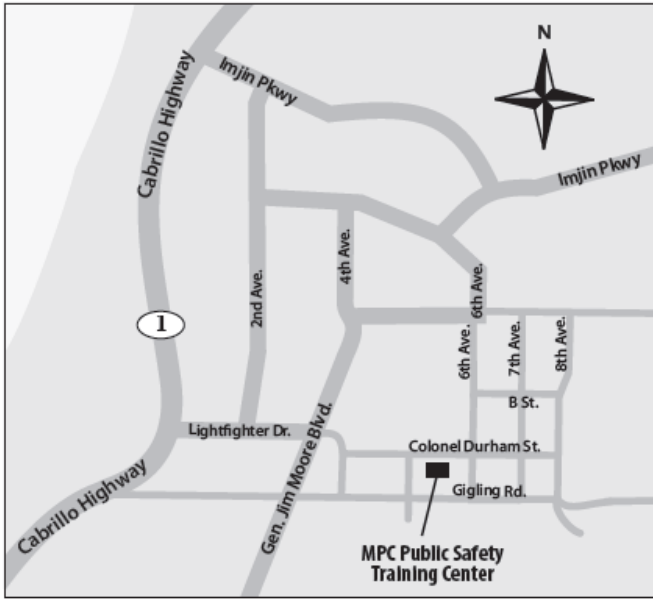 N
Imjin Pkwy
Cabrillo Highway
Imjin Pkwy
4th Ave.
2nd Ave.
6th Ave.
1
6th Ave.
7th Ave.
8th Ave.
B St.
Lightfighter Dr.
Gen. Jim Moore Blvd.
Colonel Durham St.
Gigling Rd.
Cabrillo Highway
MPC Public Safety
Training Center